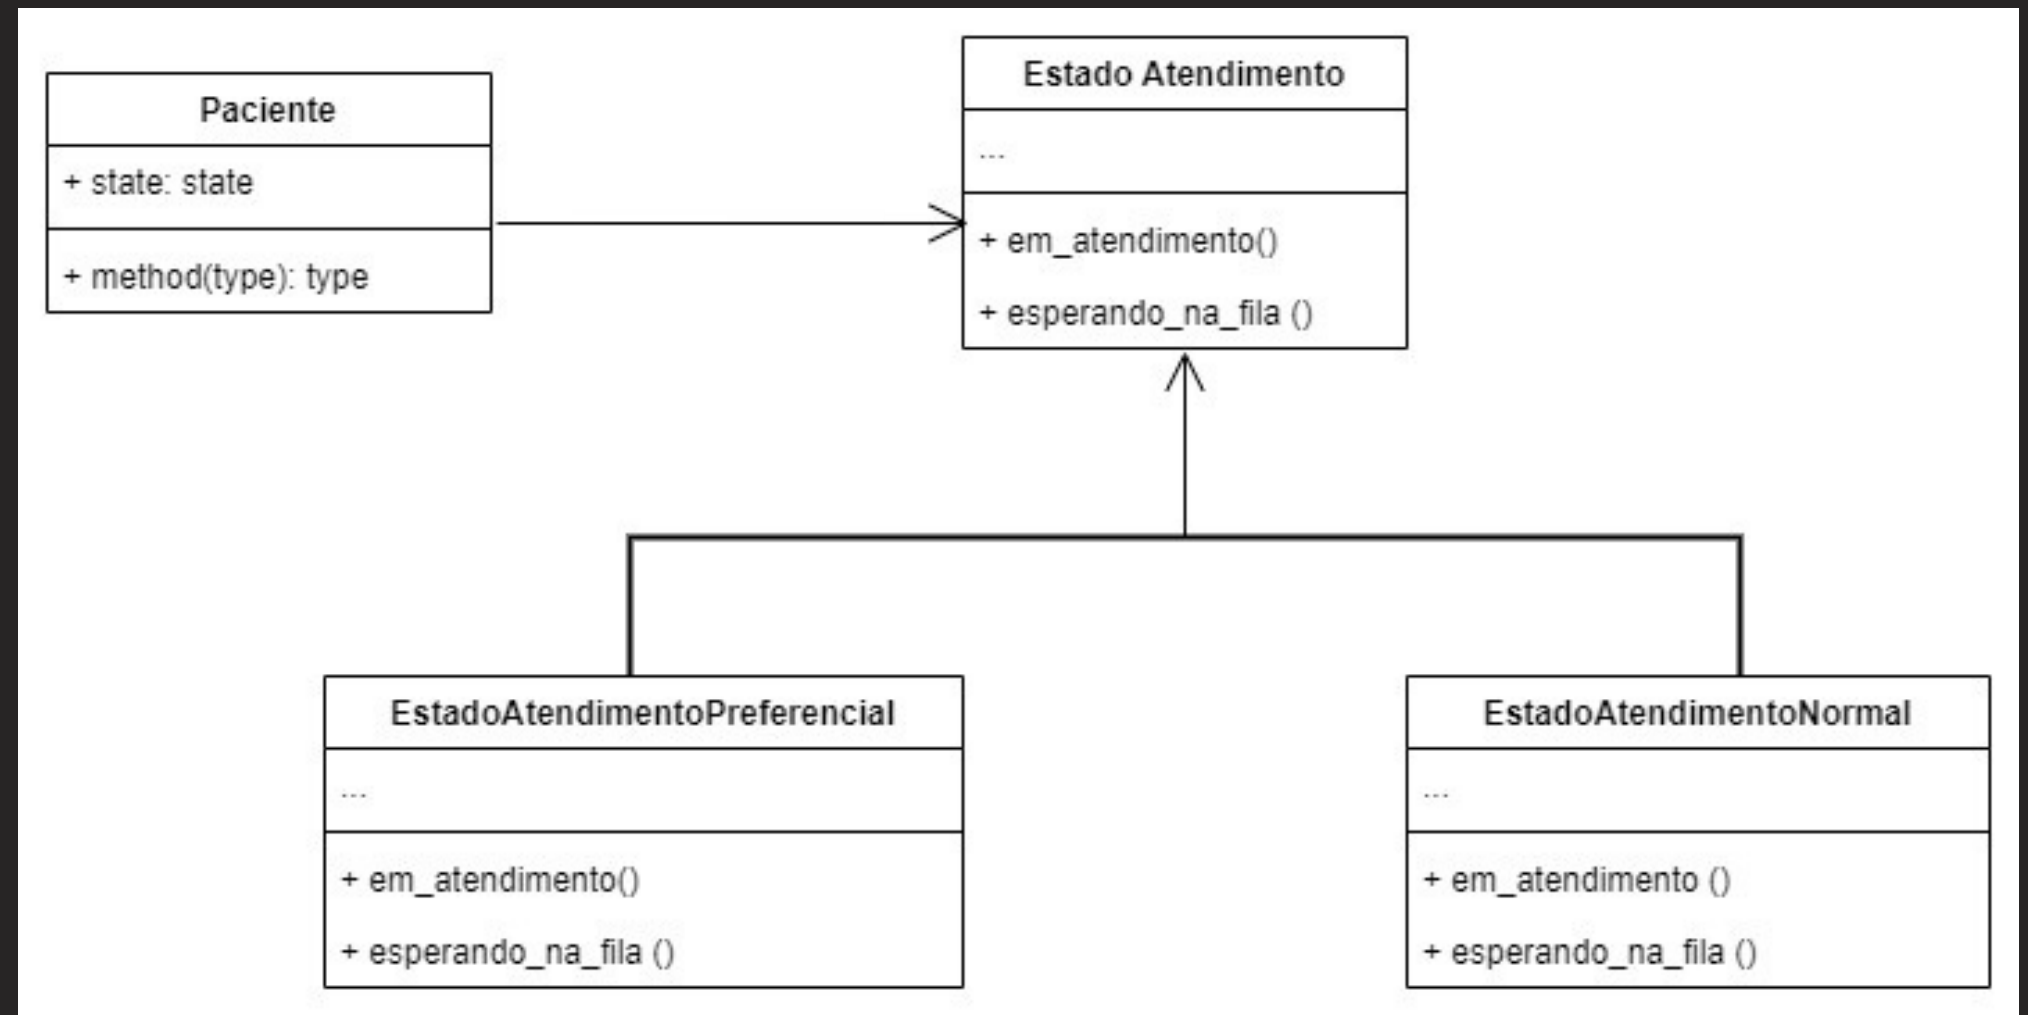 Paciente
+ state: state
+ method(type): type
Estado Atendimento
...
+ em_atendimento()
+ esperando_na_fila ()
EstadoAtendimentoPreferencial
...
+ em_atendimento()
+ esperando_na_fila ()
EstadoAtendimentoNormal
...
+ em_atendimento ()
+ esperando_na_fila ()